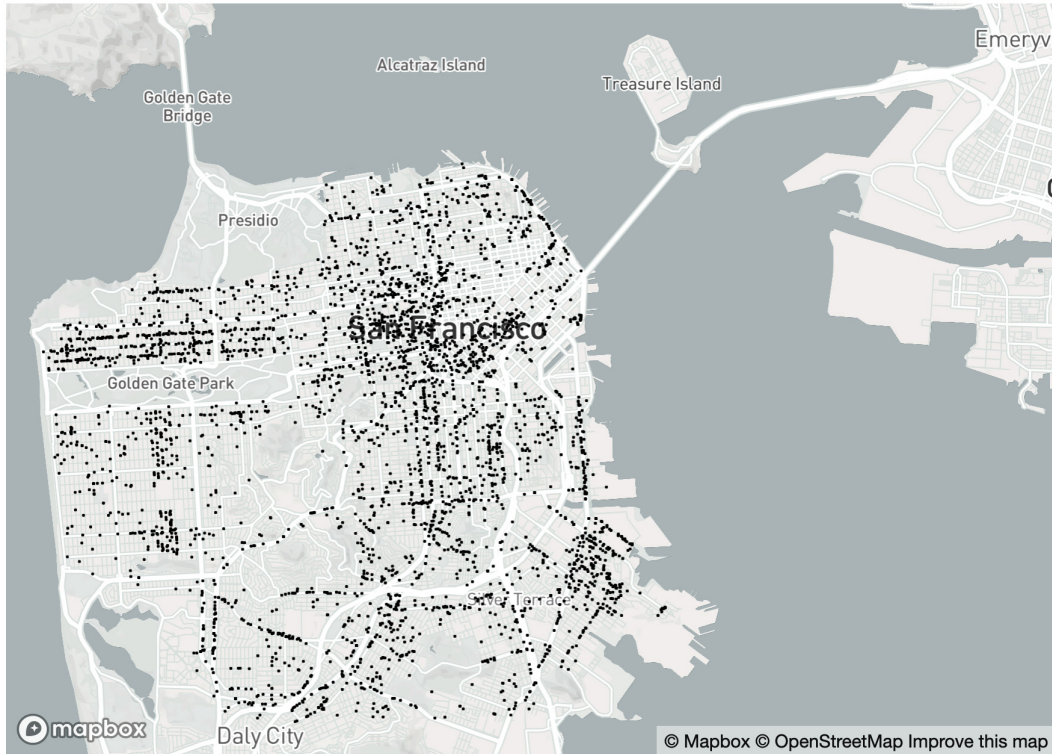 Emeryv
Alcatraz Island
Treasure Island
Golden Gate
Bridge
Presidio
San Francisco
Golden Gate Park
Silver Terrace
Daly City
mapbox
© Mapbox © OpenStreetMap Improve this map